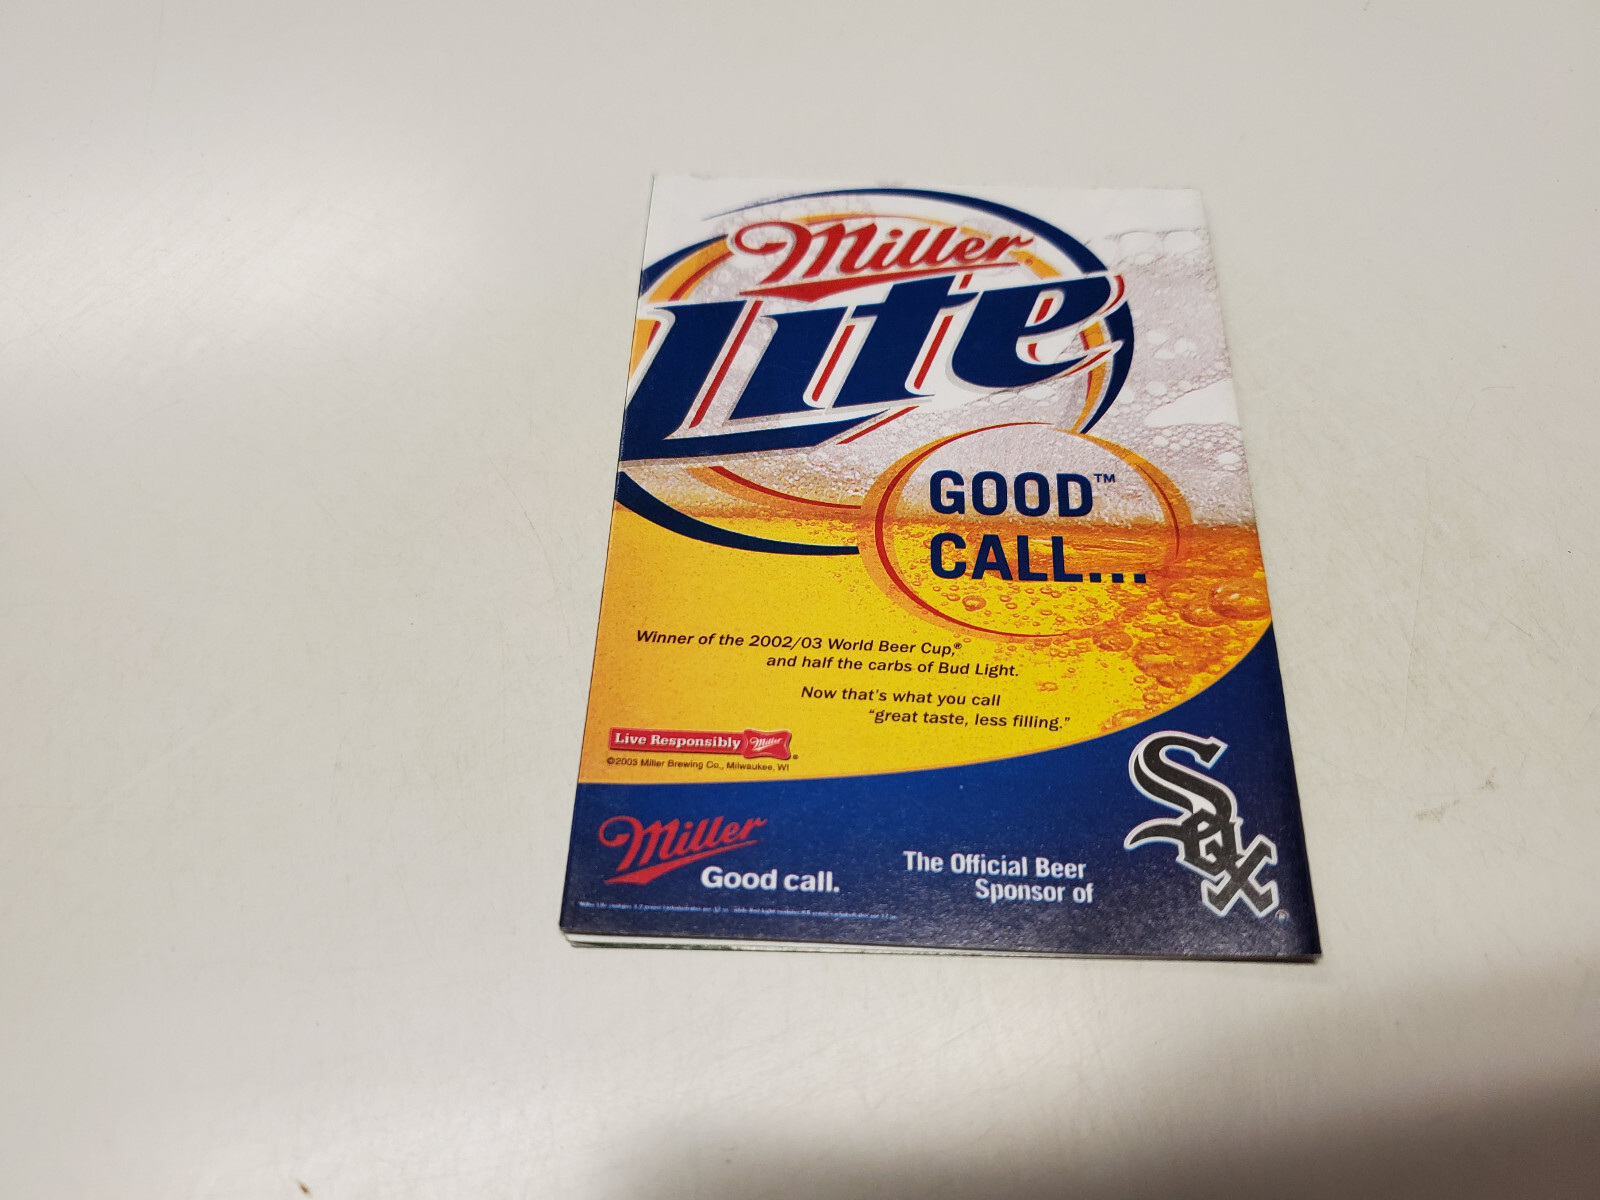 Miller
Lite
GOOD™
CALL...
Winner of the 2002/03 World Beer Cup,®
and half the carbs of Bud Light.
Now that's what you call
"great taste, less filling."
Live Responsibly Miller
©2003 Miller Brewing Co., Milwaukee, WI
Miller
Good call.
The Official Beer
Sponsor of
Sox